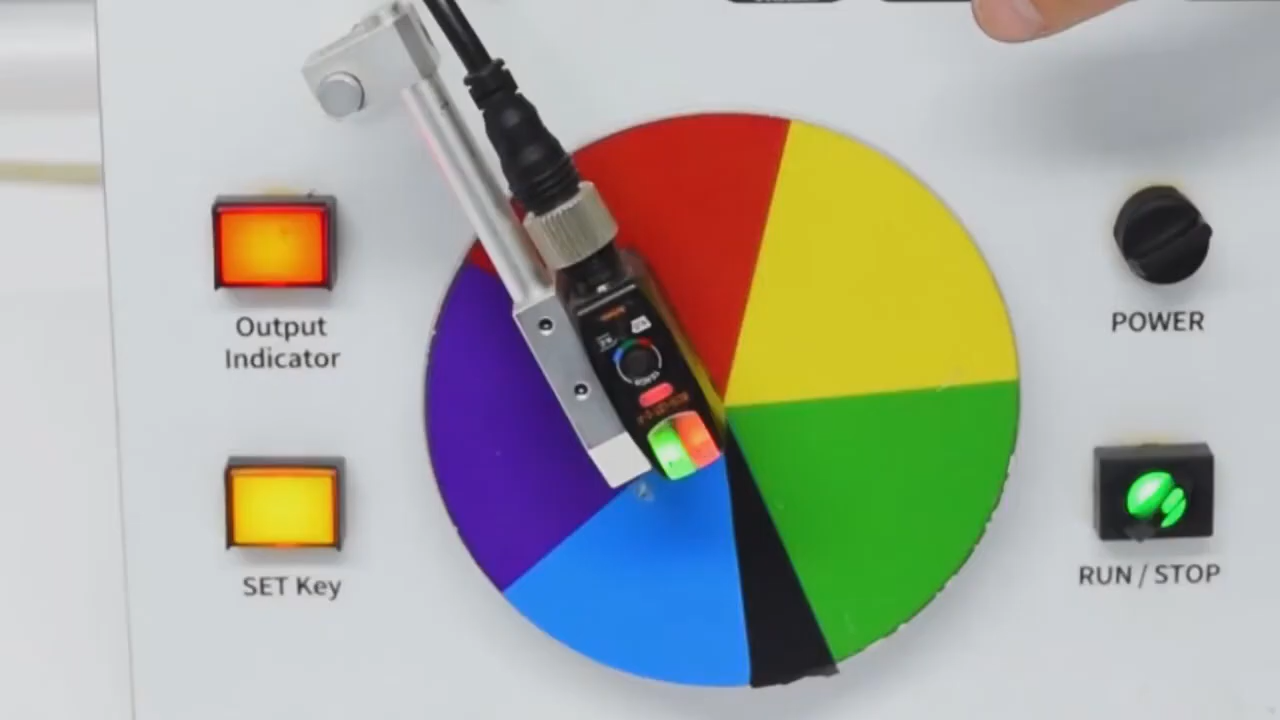 Output
Indicator
SET Key
POWER
RUN / STOP